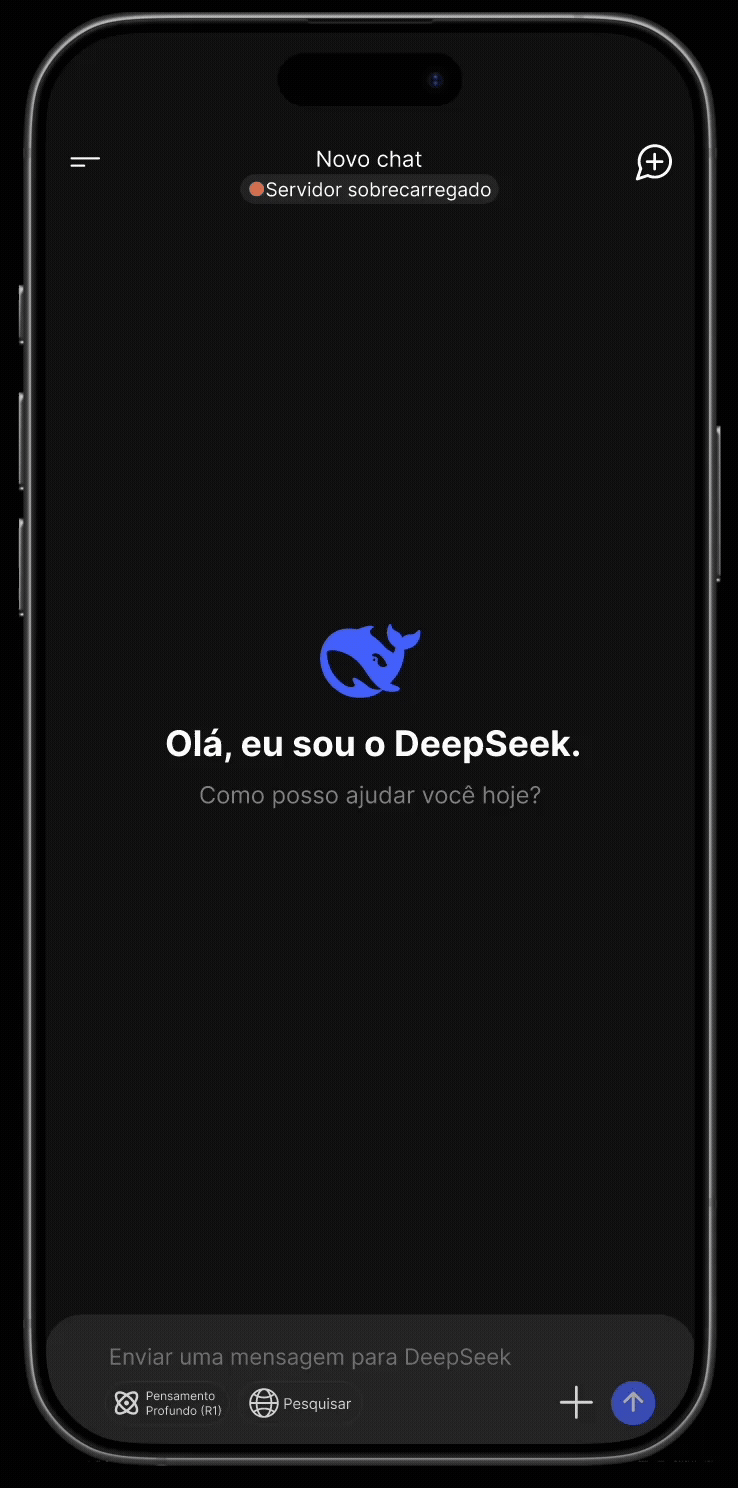 Novo chat
Servidor sobrecarregado
Olá, eu sou o DeepSeek.
Como posso ajudar você hoje?
Enviar uma mensagem para DeepSeek
Pensamento
Profundo (R1)
Pesquisar